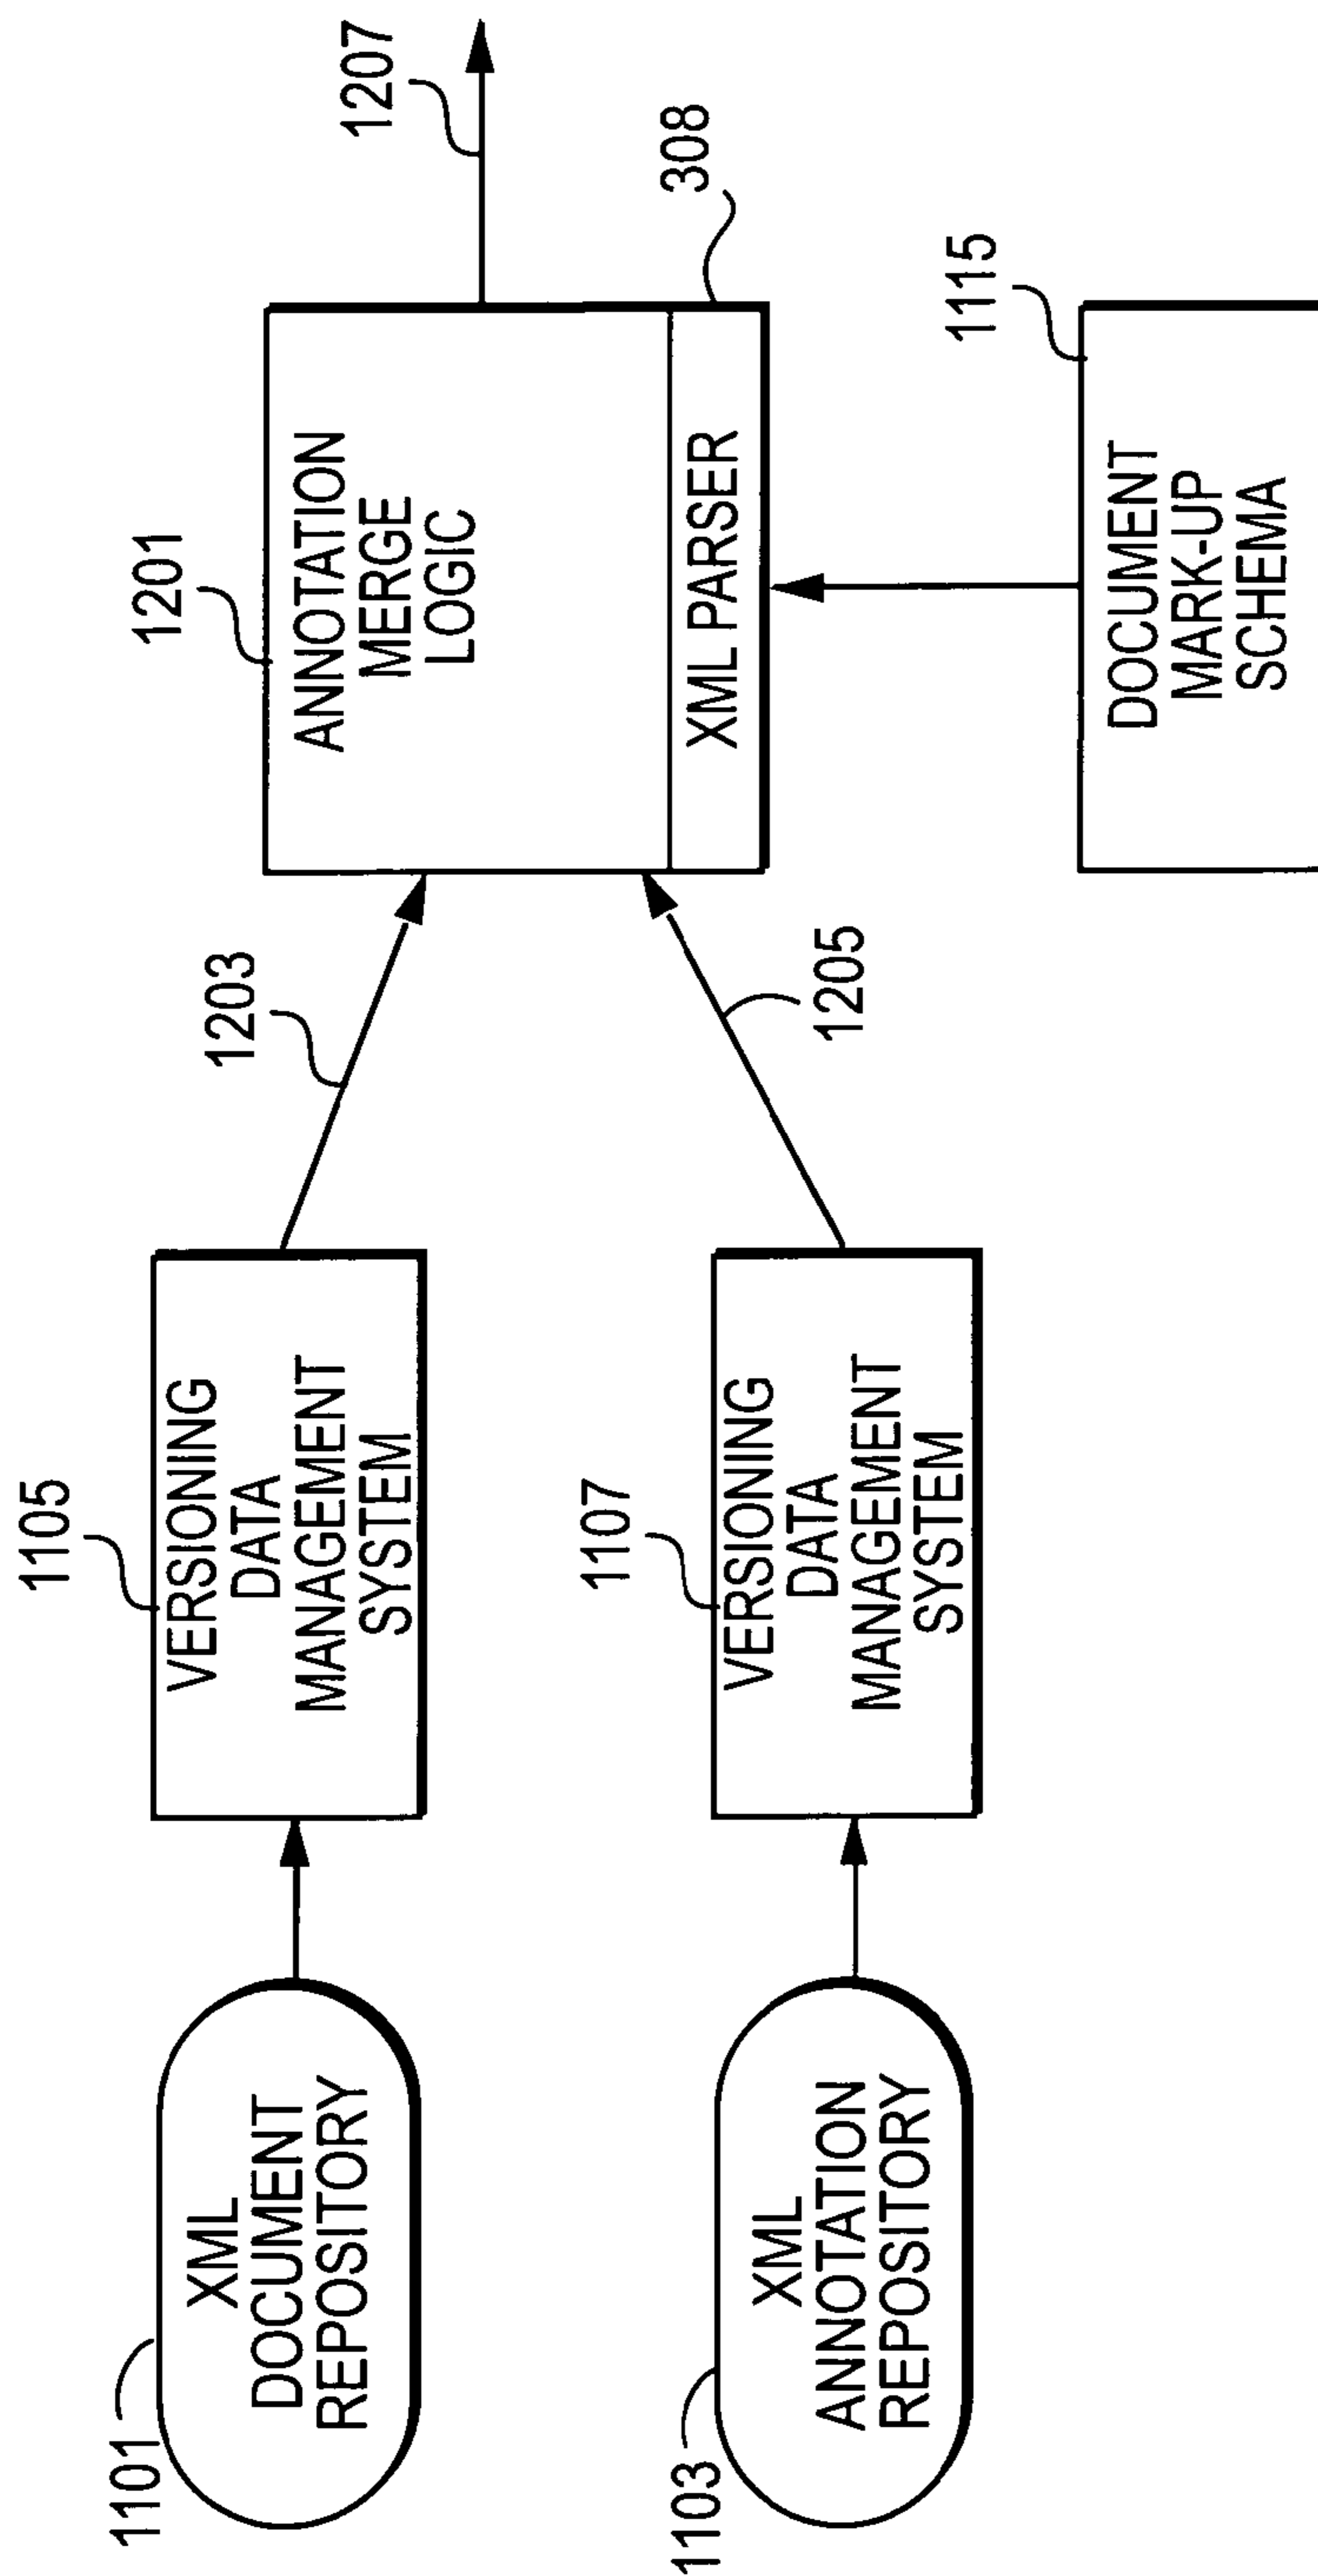 1101
XML
DOCUMENT
REPOSITORY
1105
VERSIONING
DATA
MANAGEMENT
SYSTEM
1203
1201
ANNOTATION
MERGE
LOGIC
XML PARSER
1207
308
1103
XML
ANNOTATION
REPOSITORY
1107
VERSIONING
DATA
MANAGEMENT
SYSTEM
1205
1115
DOCUMENT
MARK-UP
SCHEMA